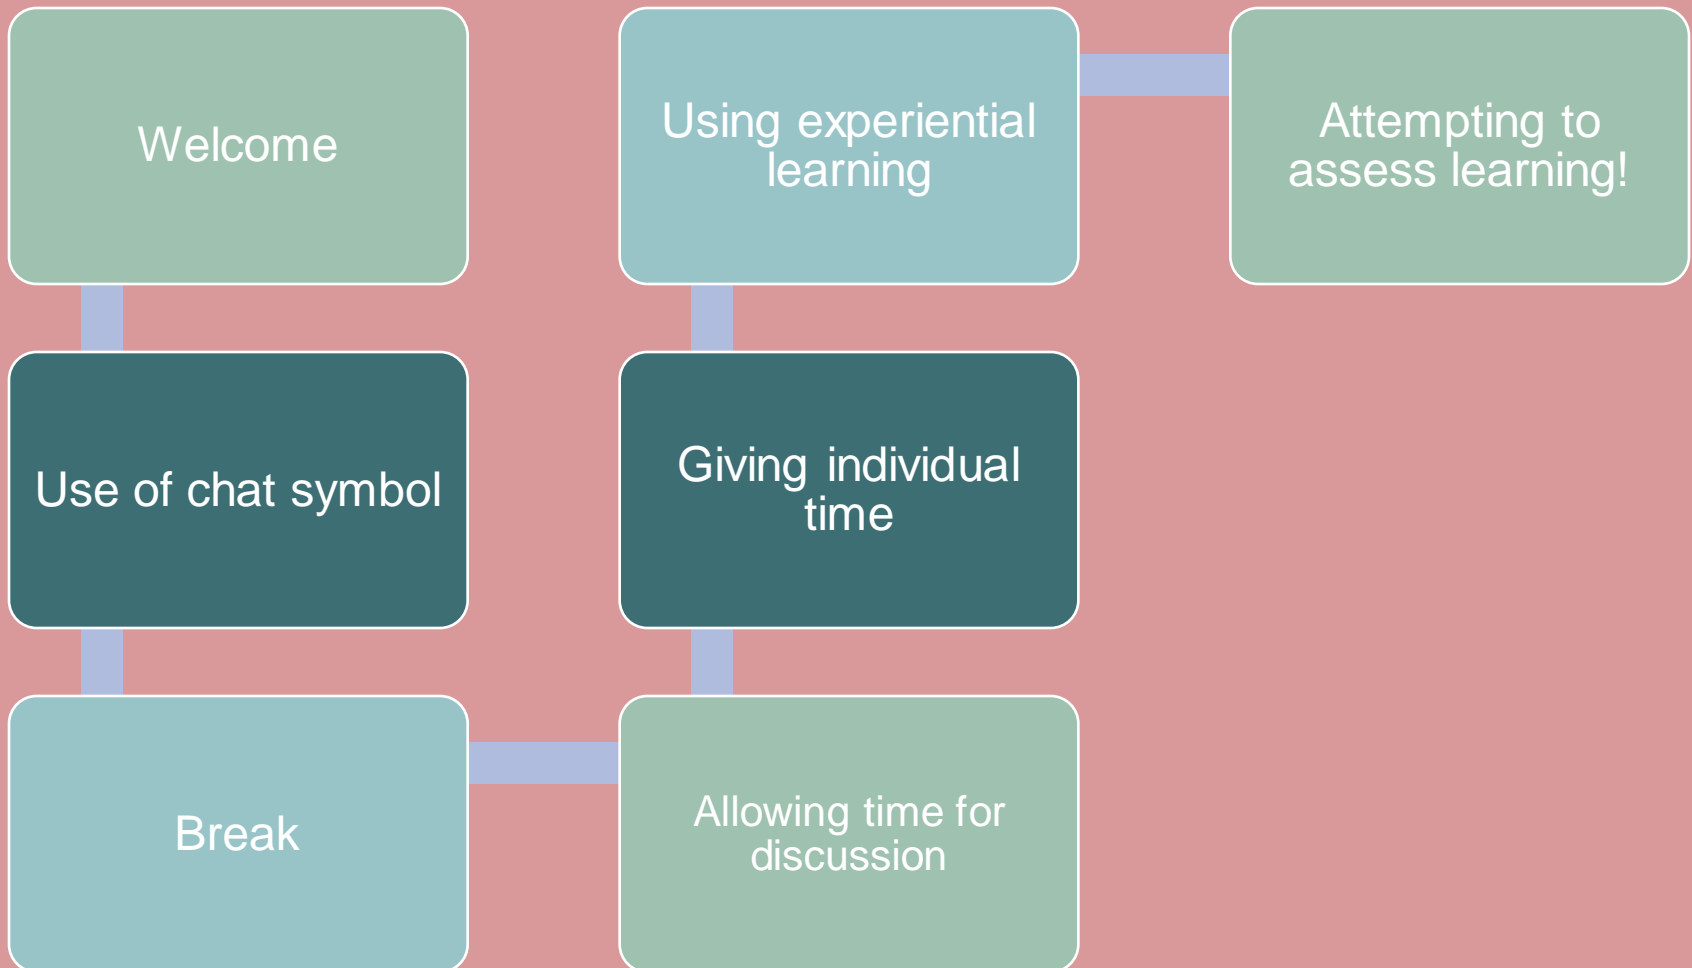 Welcome
Use of chat symbol
Break
Allowing time for
discussion
Giving individual
time
Using experiential
learning
Attempting to
assess learning!